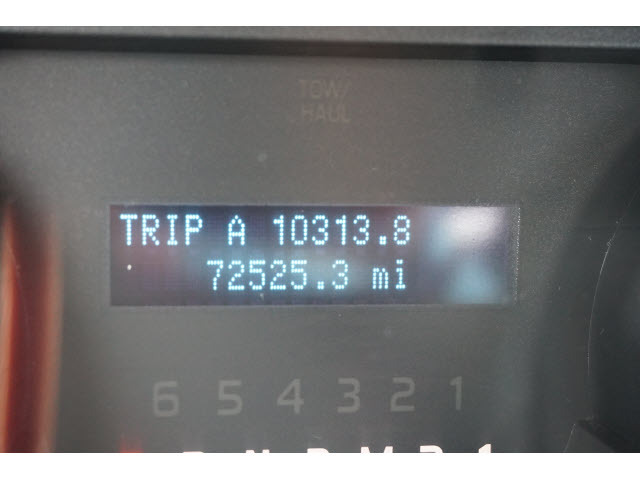 TOW/
HAUL
TRIP A 10313.8
72525.3 mi
6 5 4 3 2 1